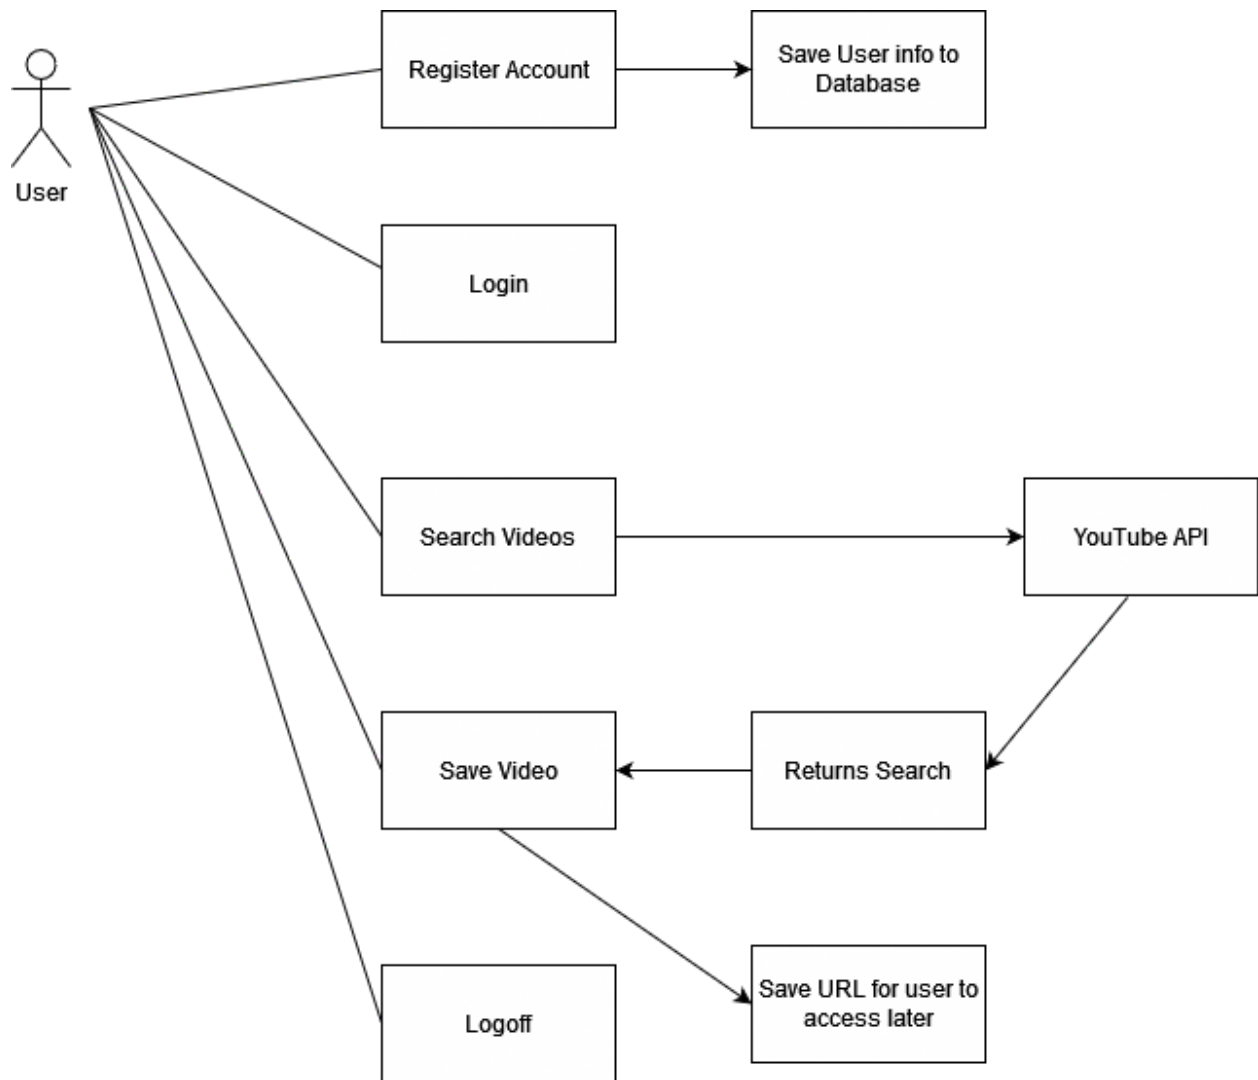 Register Account
Save User info to
Database
User
Login
Search Videos
YouTube API
Save Video
Returns Search
Save URL for user to
access later
Logoff